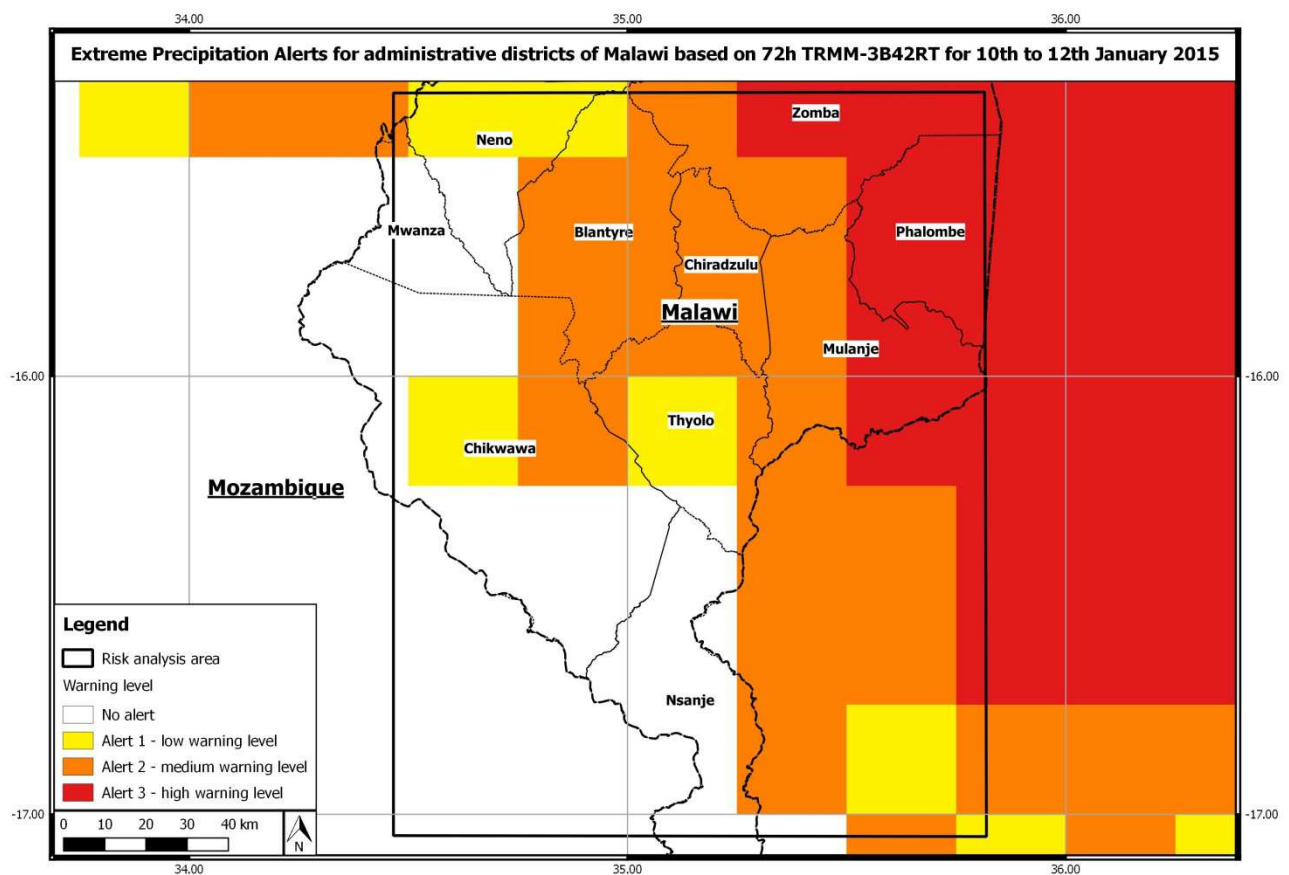 34.00 35.00 36.00
Extreme Precipitation Alerts for administrative districts of Malawi based on 72h TRMM-3B42RT for 10th to 12th January 2015
Zomba
Neno
Mwanza
Blantyre
Phalombe
Chiradzulu
Malawi
Mulanje
-16.00 -16.00
Thyolo
Chikwawa
Mozambique
Legend
Risk analysis area
Warning level
No alert
Alert 1 - low warning level
Alert 2 - medium warning level
Alert 3 - high warning level
Nsanje
-17.00 -17.00
0 10 20 30 40 km
N
34.00 35.00 36.00